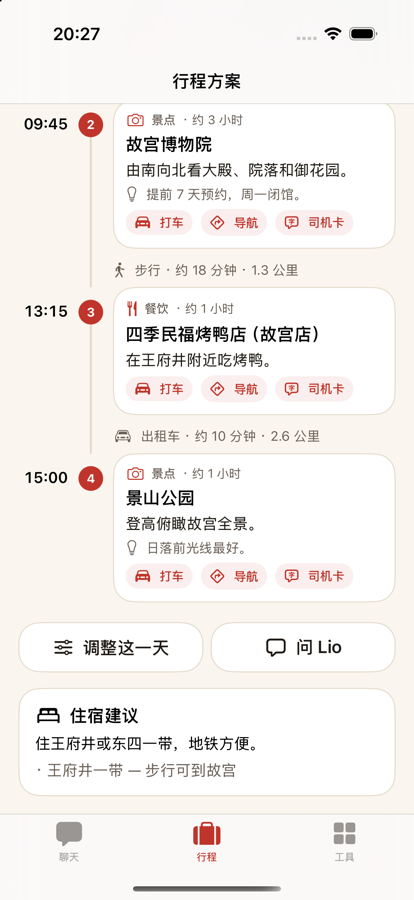 20:27
行程方案
09:45
2
景点 · 约 3 小时
故宫博物院
由南向北看大殿、院落和御花园。
提前 7 天预约，周一闭馆。
打车 导航 司机卡
步行 · 约 18 分钟 · 1.3 公里
13:15
3
餐饮 · 约 1 小时
四季民福烤鸭店（故宫店）
在王府井附近吃烤鸭。
打车 导航 字 司机卡
出租车 · 约 10 分钟 · 2.6 公里
15:00
4
景点 · 约 1 小时
景山公园
登高俯瞰故宫全景。
日落前光线最好。
打车 导航 字 司机卡
调整这一天 问 Lio
住宿建议
住王府井或东四一带，地铁方便。
· 王府井一带 — 步行可到故宫
聊天 行程 工具